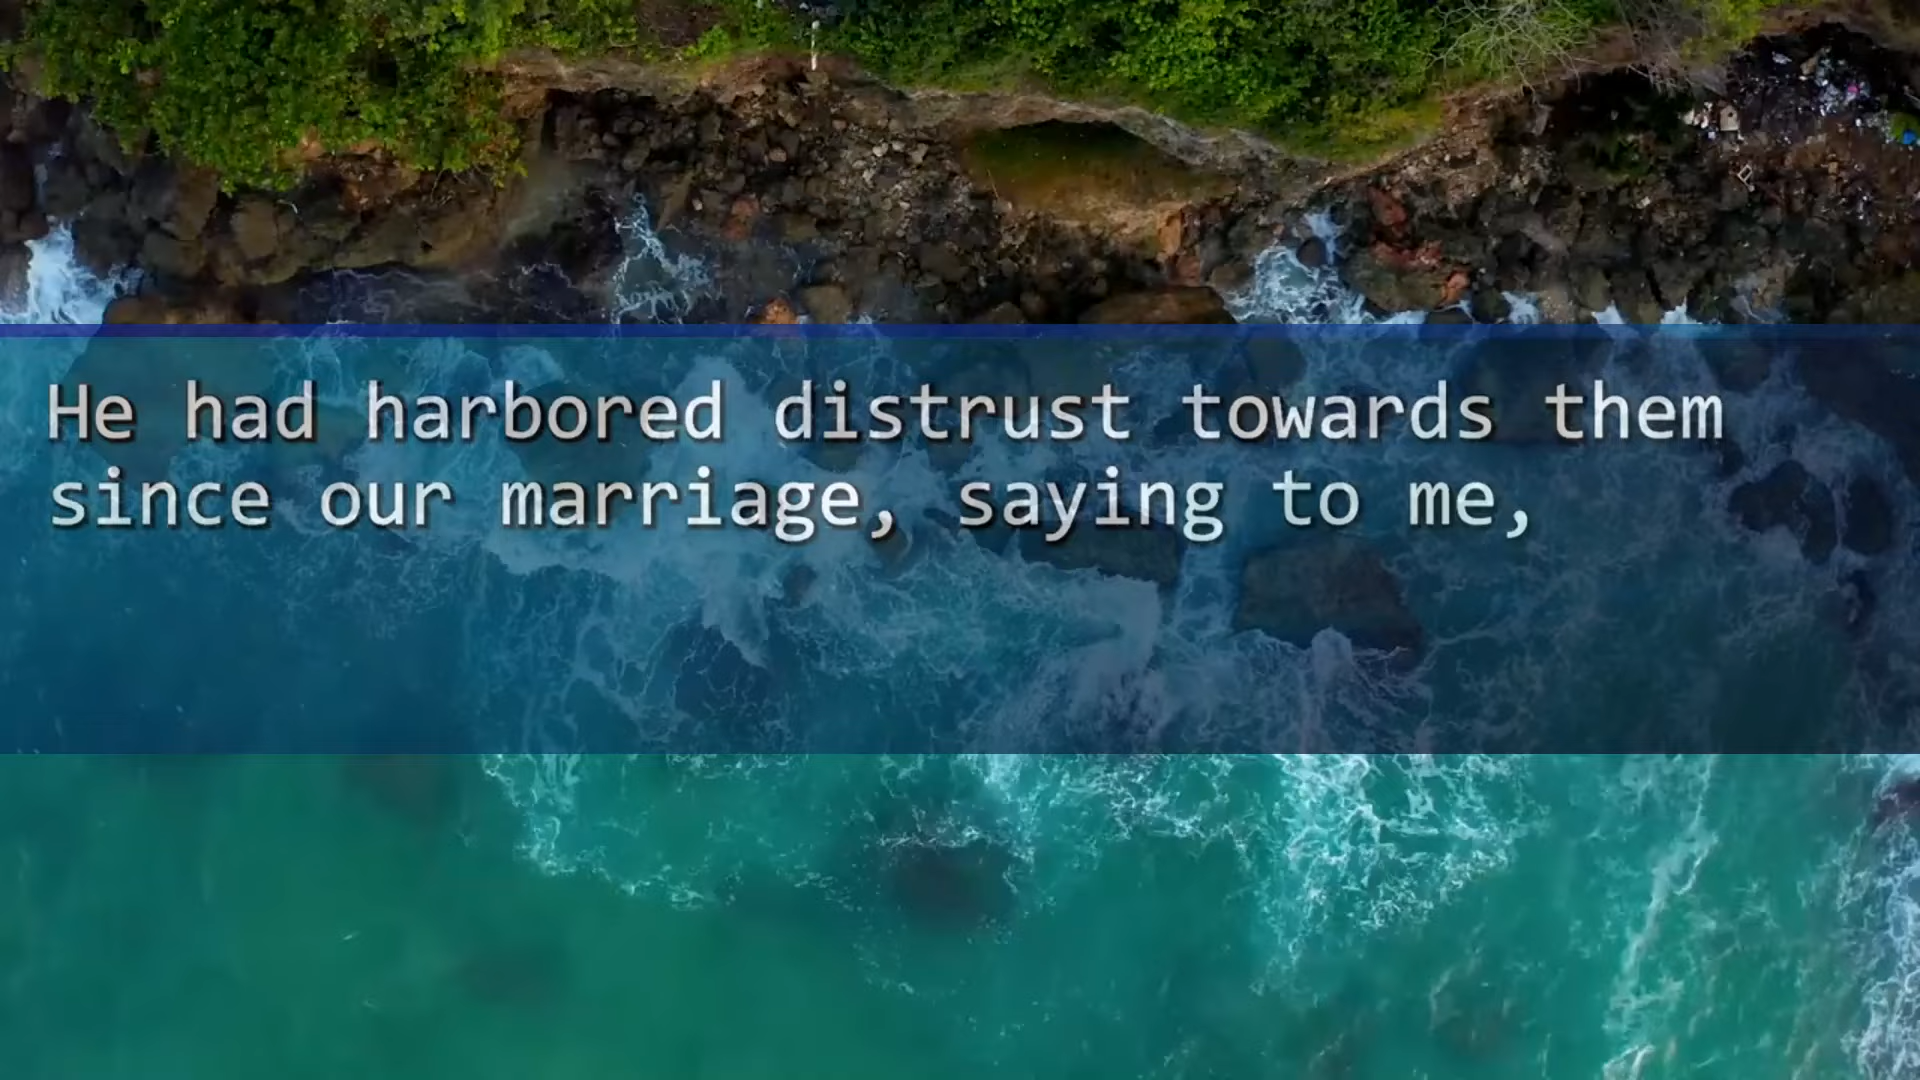 He had harbored distrust towards them
since our marriage, saying to me,